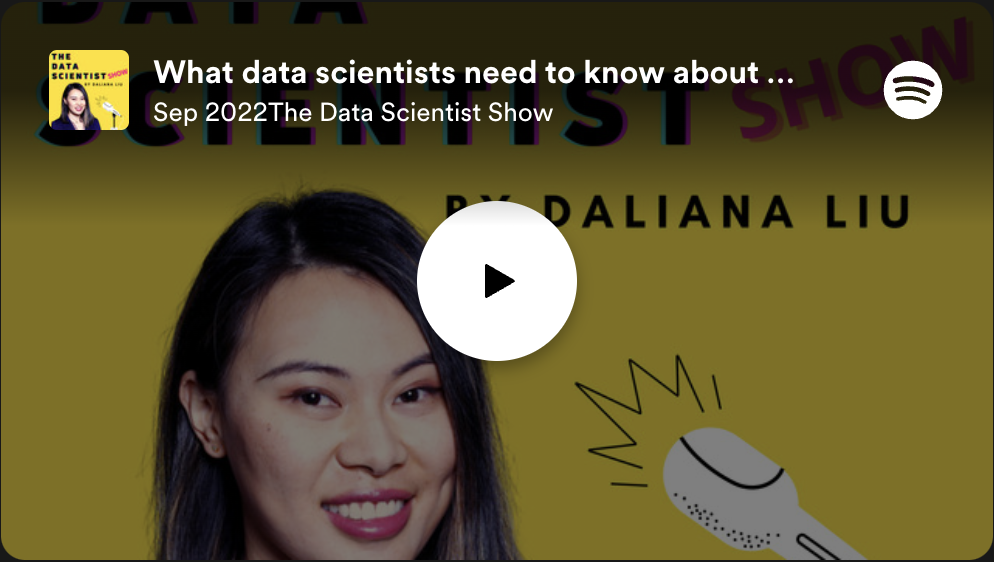 DATA
THE
DATA
SCIENTIST SHOW
BY DALIANA LIU
What data scientists need to know about ...
Sep 2022The Data Scientist Show
SCIENTIST SHOW
BY DALIANA LIU